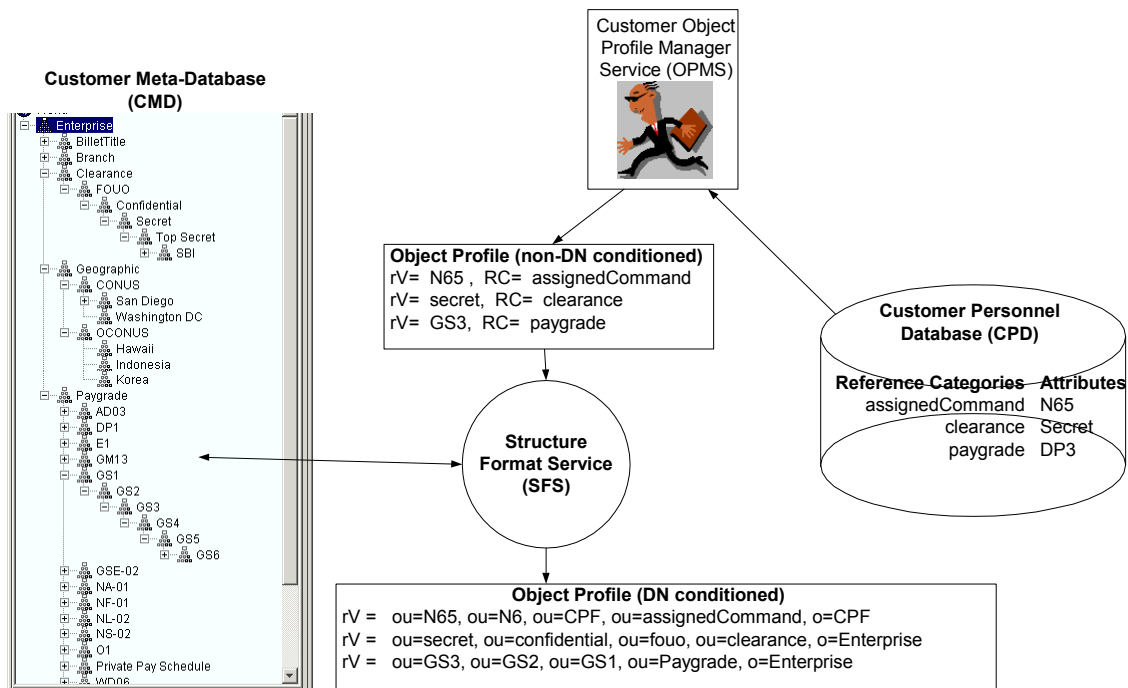 Customer Object
Profile Manager
Service (OPMS)
Customer Meta-Database
(CMD)
Enterprise
BilletTitle
Branch
Clearance
FOUO
Confidential
Secret
Top Secret
SBI
Geographic
CONUS
San Diego
Washington DC
OCONUS
Hawaii
Indonesia
Korea
Paygrade
AD03
DP1
E1
GM13
GS1
GS2
GS3
GS4
GS5
GS6
GSE-02
NA-01
NF-01
NL-02
NS-02
O1
Private Pay Schedule
WD06
Object Profile (non-DN conditioned)
rV= N65 , RC= assignedCommand
rV= secret, RC= clearance
rV= GS3, RC= paygrade
Customer Personnel
Database (CPD)
Reference Categories Attributes
assignedCommand N65
clearance Secret
paygrade DP3
Structure
Format Service
(SFS)
Object Profile (DN conditioned)
rV = ou=N65, ou=N6, ou=CPF, ou=assignedCommand, o=CPF
rV = ou=secret, ou=confidential, ou=fouo, ou=clearance, o=Enterprise
rV = ou=GS3, ou=GS2, ou=GS1, ou=Paygrade, o=Enterprise